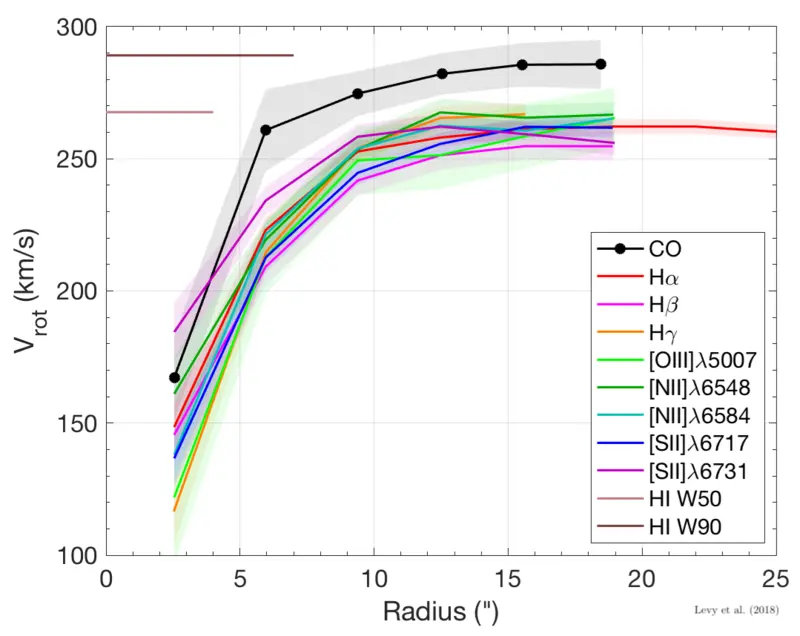 300
250
200
150
100
V_rot (km/s)
0 5 10 15 20 25
Radius (")
CO
Hα
Hβ
Hγ
[OIII]λ5007
[NII]λ6548
[NII]λ6584
[SII]λ6717
[SII]λ6731
HI W50
HI W90
Levy et al. (2018)